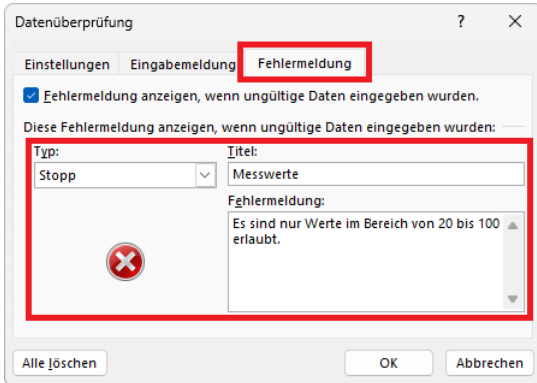 Datenüberprüfung ? ×
Einstellungen Eingabemeldung Fehlermeldung
Fehlermeldung anzeigen, wenn ungültige Daten eingegeben wurden.
Diese Fehlermeldung anzeigen, wenn ungültige Daten eingegeben wurden:
Typ: Titel:
Stopp Messwerte
Fehlermeldung:
Es sind nur Werte im Bereich von 20 bis 100
erlaubt.
Alle löschen OK Abbrechen